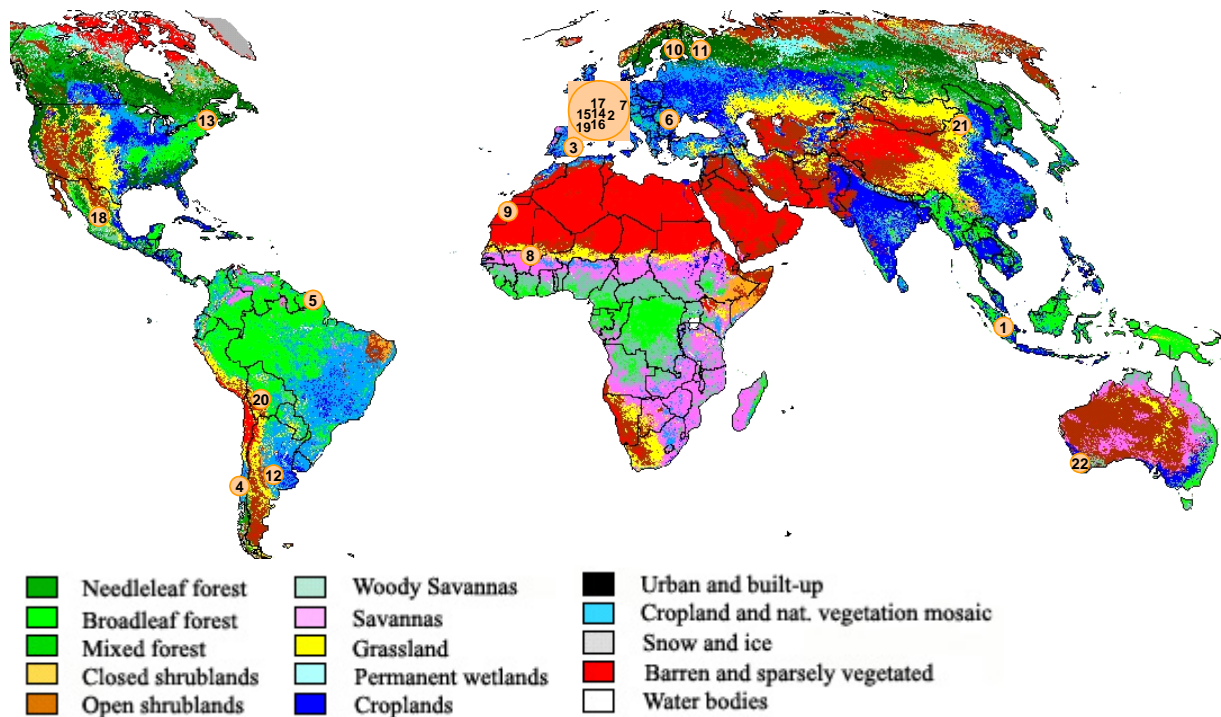 10 11
17 7
15 14 2
19 16
13
6
21
3
18
9
8
5
1
20
12
4
22
Needleleaf forest
Broadleaf forest
Mixed forest
Closed shrublands
Open shrublands
Woody Savannas
Savannas
Grassland
Permanent wetlands
Croplands
Urban and built-up
Cropland and nat. vegetation mosaic
Snow and ice
Barren and sparsely vegetated
Water bodies